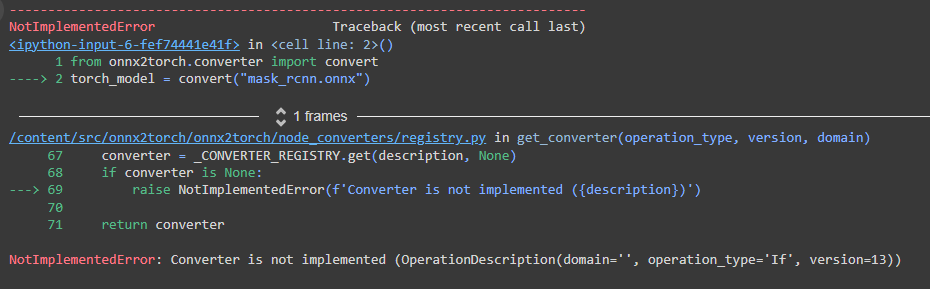 ---------------------------------------------------------------------------
NotImplementedError                       Traceback (most recent call last)
<ipython-input-6-fef74441e41f> in <cell line: 2>()
      1 from onnx2torch.converter import convert
----> 2 torch_model = convert("mask_rcnn.onnx")
1 frames
/content/src/onnx2torch/onnx2torch/node_converters/registry.py in get_converter(operation_type, version, domain)
     67     converter = _CONVERTER_REGISTRY.get(description, None)
     68     if converter is None:
---> 69         raise NotImplementedError(f'Converter is not implemented ({description})')
     70
     71     return converter
NotImplementedError: Converter is not implemented (OperationDescription(domain='', operation_type='If', version=13))